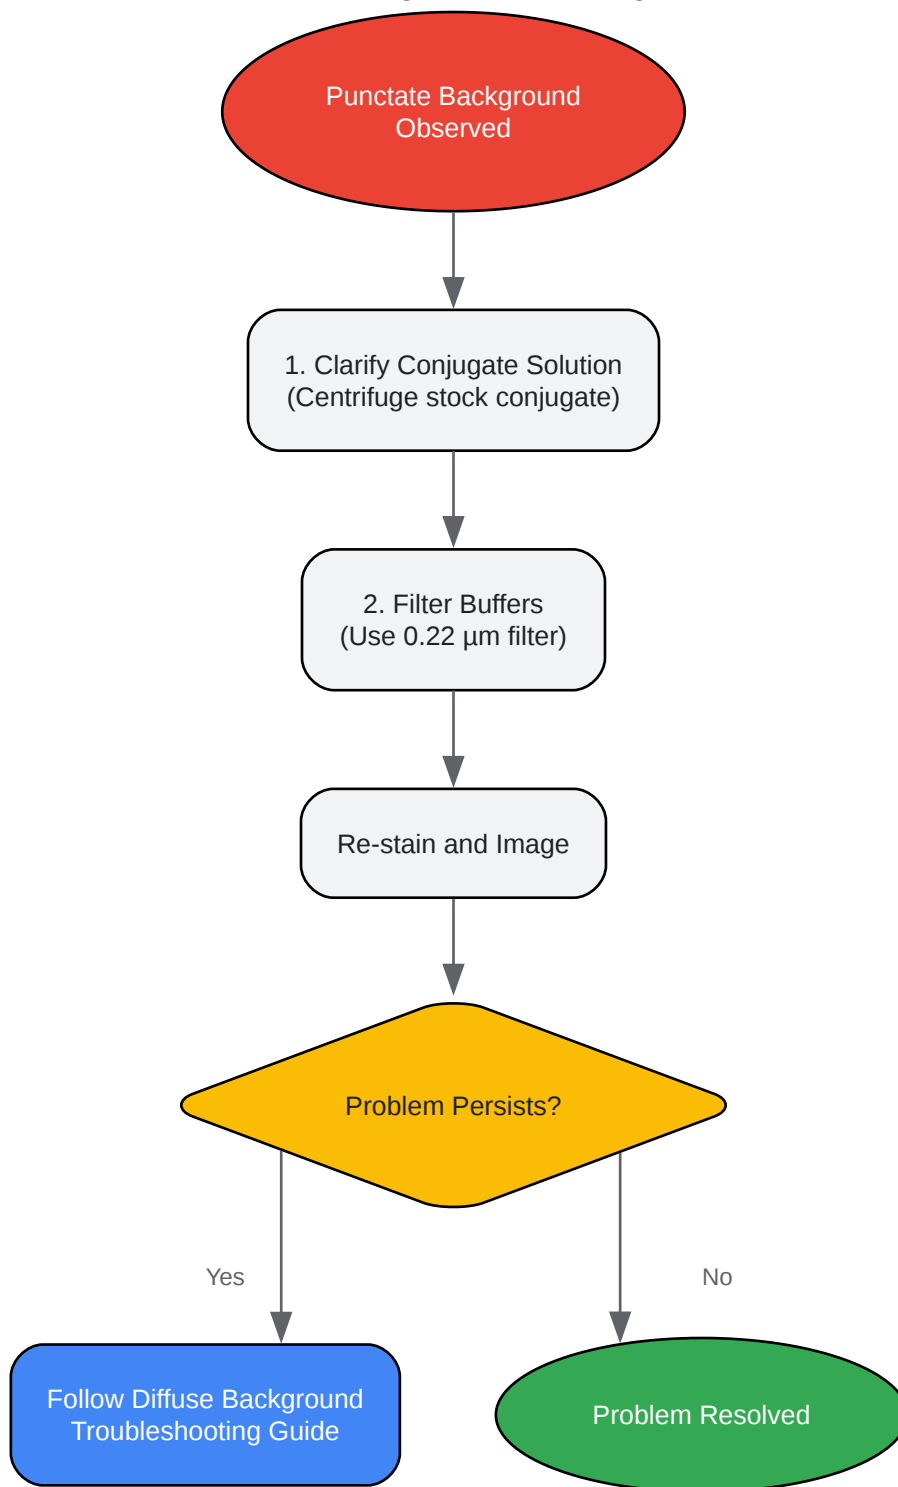 Punctate Background
Observed
1. Clarify Conjugate Solution
(Centrifuge stock conjugate)
2. Filter Buffers
(Use 0.22 µm filter)
Re-stain and Image
Problem Persists?
Yes
No
Follow Diffuse Background
Troubleshooting Guide
Problem Resolved